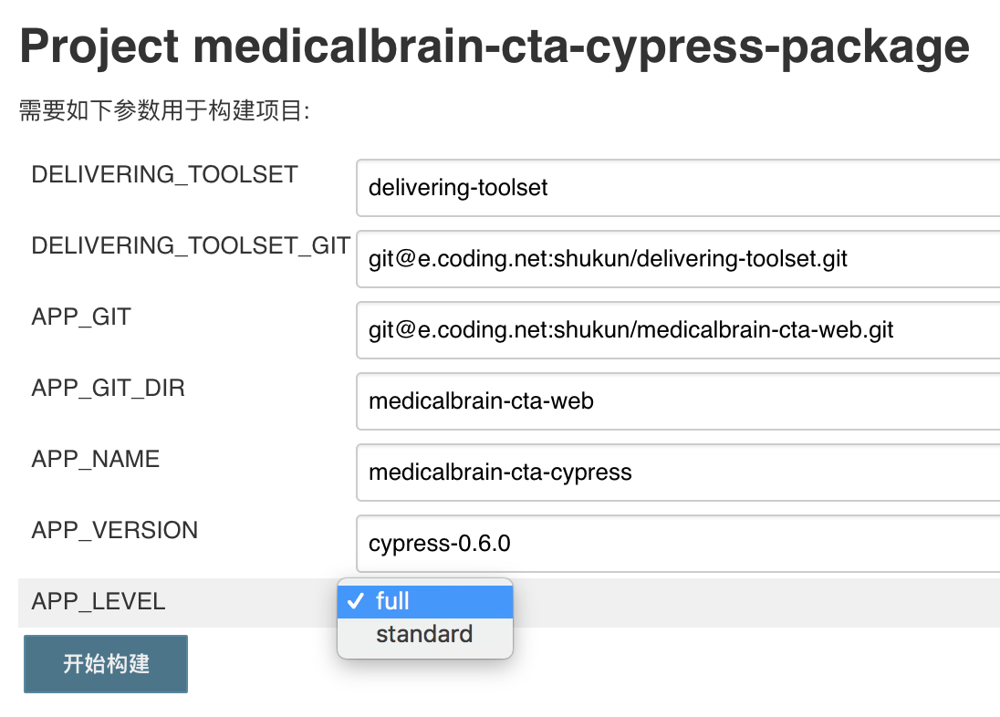 Project medicalbrain-cta-cypress-package
需要如下参数用于构建项目:
DELIVERING_TOOLSET
delivering-toolset
DELIVERING_TOOLSET_GIT
git@e.coding.net:shukun/delivering-toolset.git
APP_GIT
git@e.coding.net:shukun/medicalbrain-cta-web.git
APP_GIT_DIR
medicalbrain-cta-web
APP_NAME
medicalbrain-cta-cypress
APP_VERSION
cypress-0.6.0
APP_LEVEL
✓ full
standard
开始构建